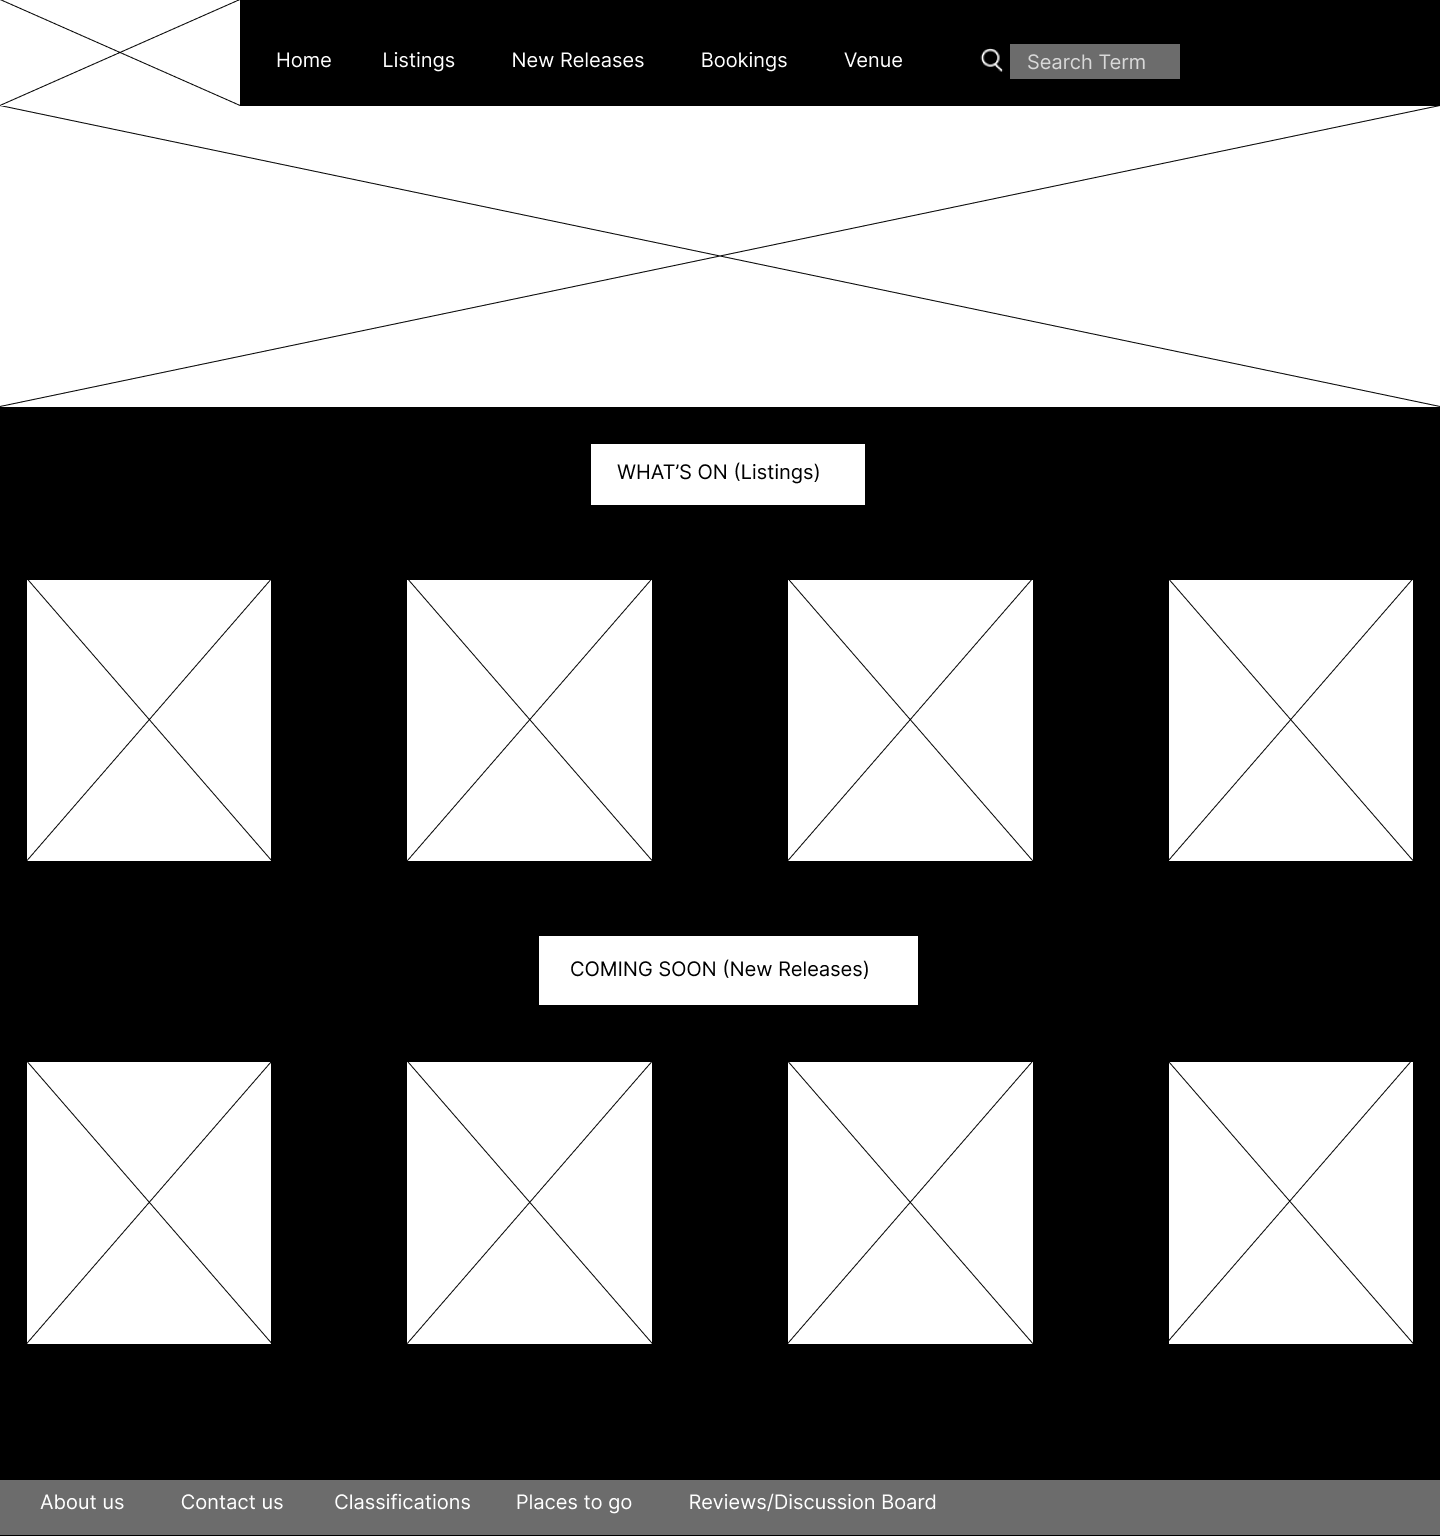 Home Listings New Releases Bookings Venue Search Term
WHAT’S ON (Listings)
COMING SOON (New Releases)
About us Contact us Classifications Places to go Reviews/Discussion Board